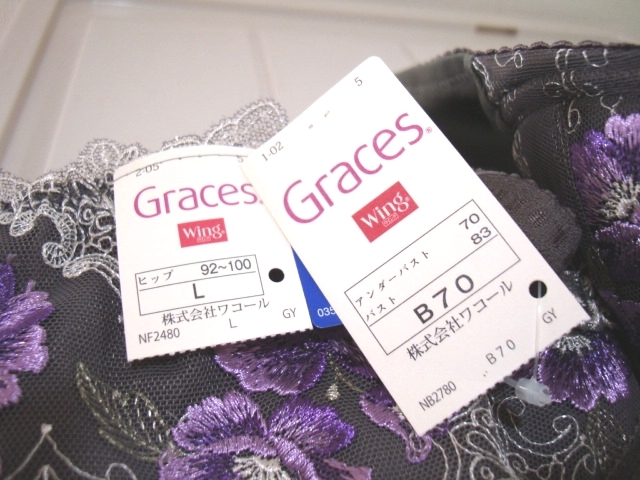 2-05
Graces®
Wing
ヒップ 92~100
L
株式会社ワコール
NF2480 L GY
035
1-02 5
Graces®
Wing
アンダーバスト 70
バスト 83
B70
株式会社ワコール
NB2780 B70 GY